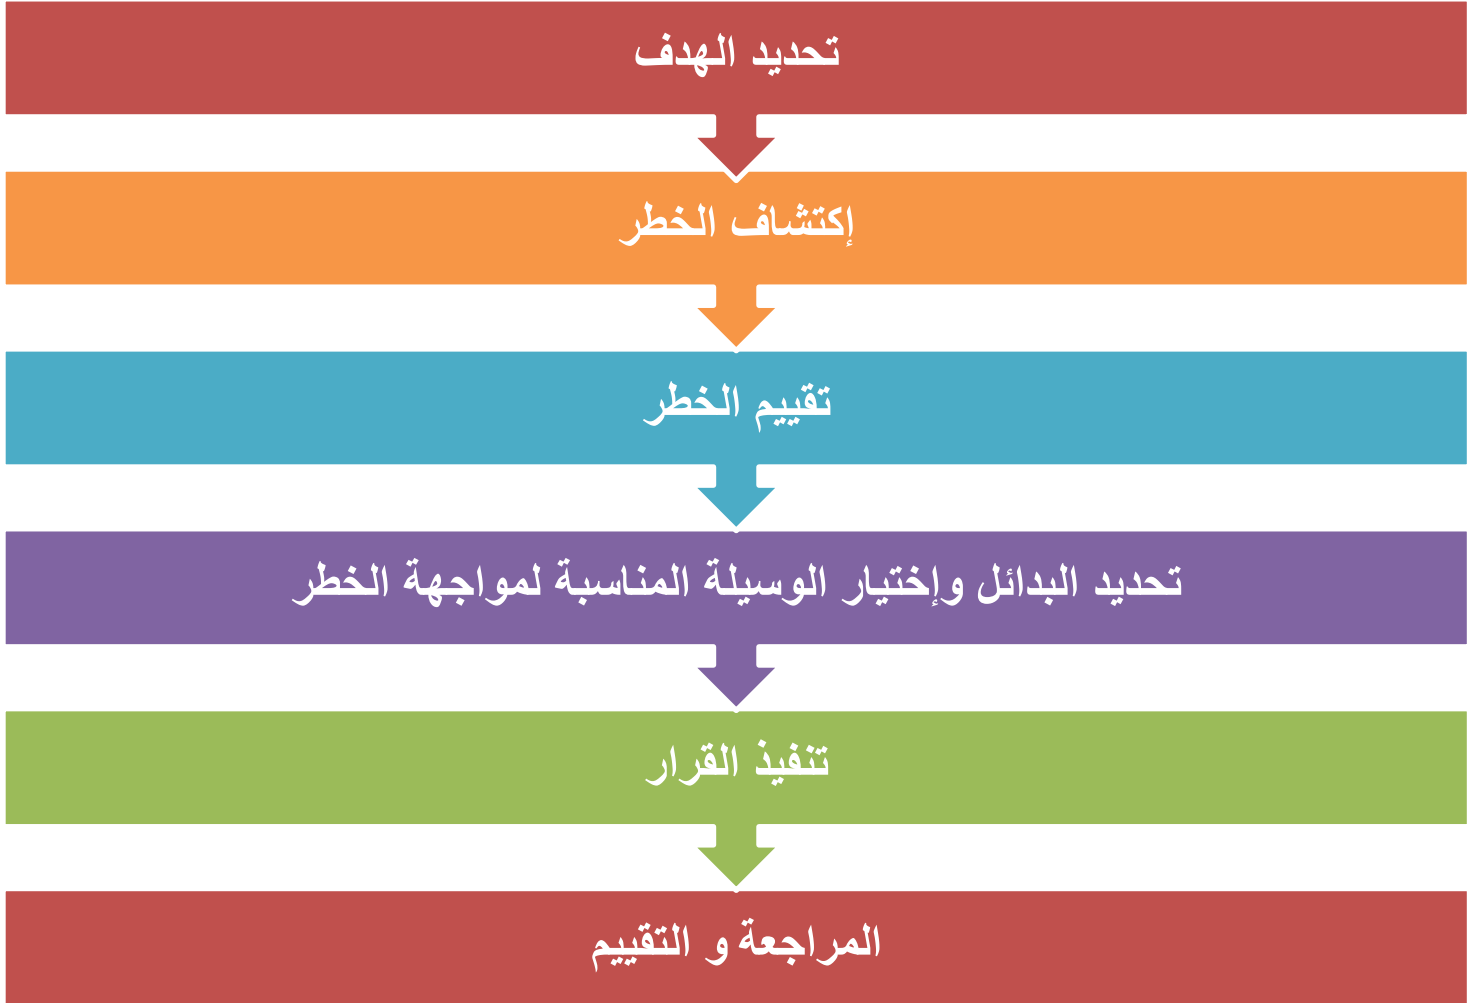 تحديد الهدف
إكتشاف الخطر
تقييم الخطر
تحديد البدائل وإختيار الوسيلة المناسبة لمواجهة الخطر
تنفيذ القرار
المراجعة و التقييم